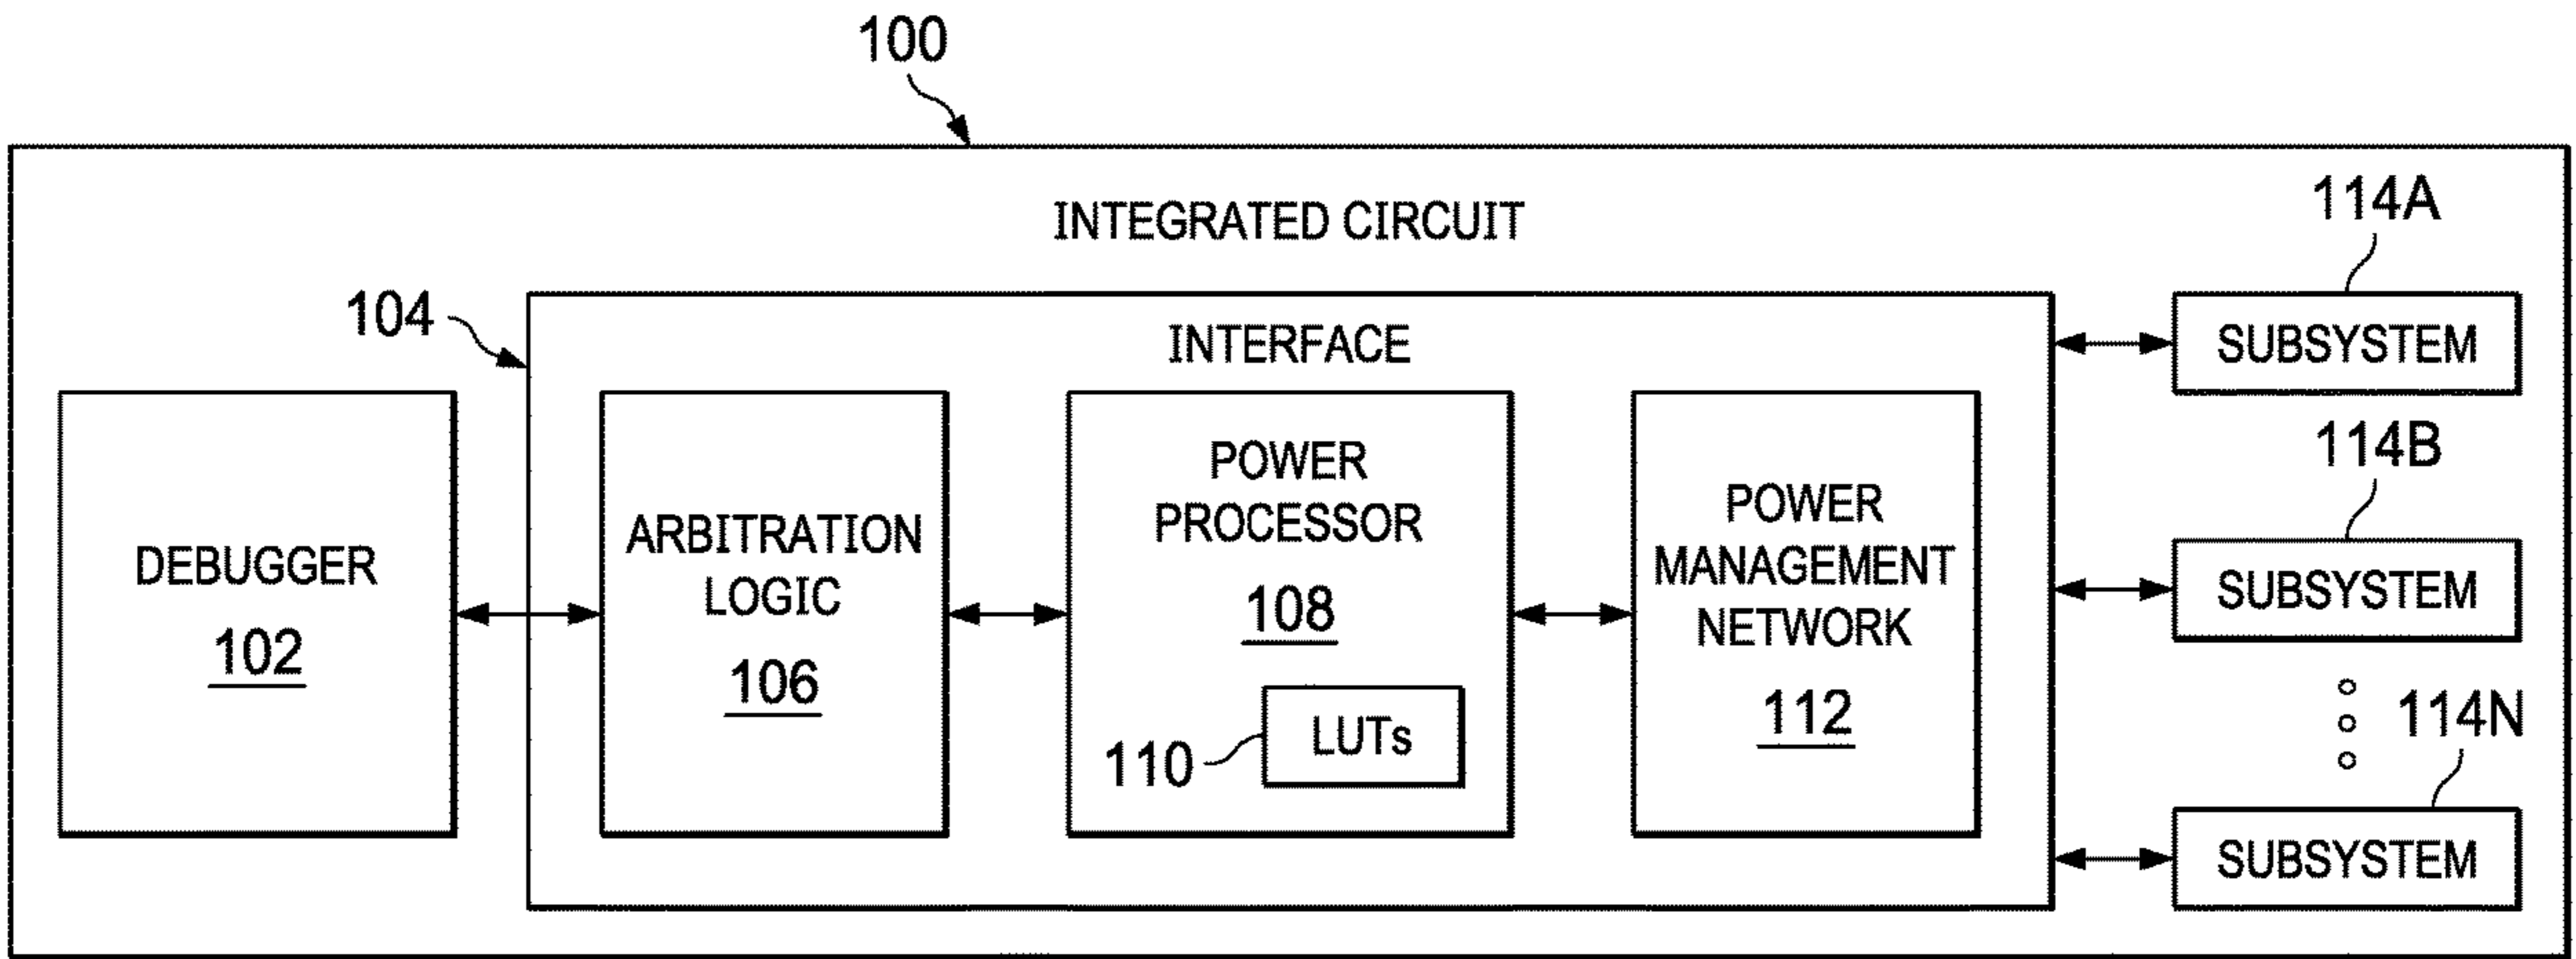 100
INTEGRATED CIRCUIT
104
INTERFACE
DEBUGGER
102
ARBITRATION
LOGIC
106
POWER
PROCESSOR
108
110
LUTs
POWER
MANAGEMENT
NETWORK
112
114A
SUBSYSTEM
114B
SUBSYSTEM
114N
SUBSYSTEM